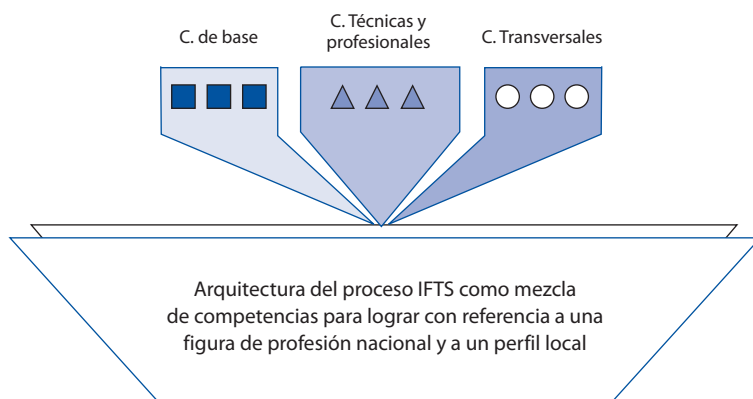 C. de base
C. Técnicas y
profesionales
C. Transversales
Arquitectura del proceso IFTS como mezcla
de competencias para lograr con referencia a una
figura de profesión nacional y a un perfil local